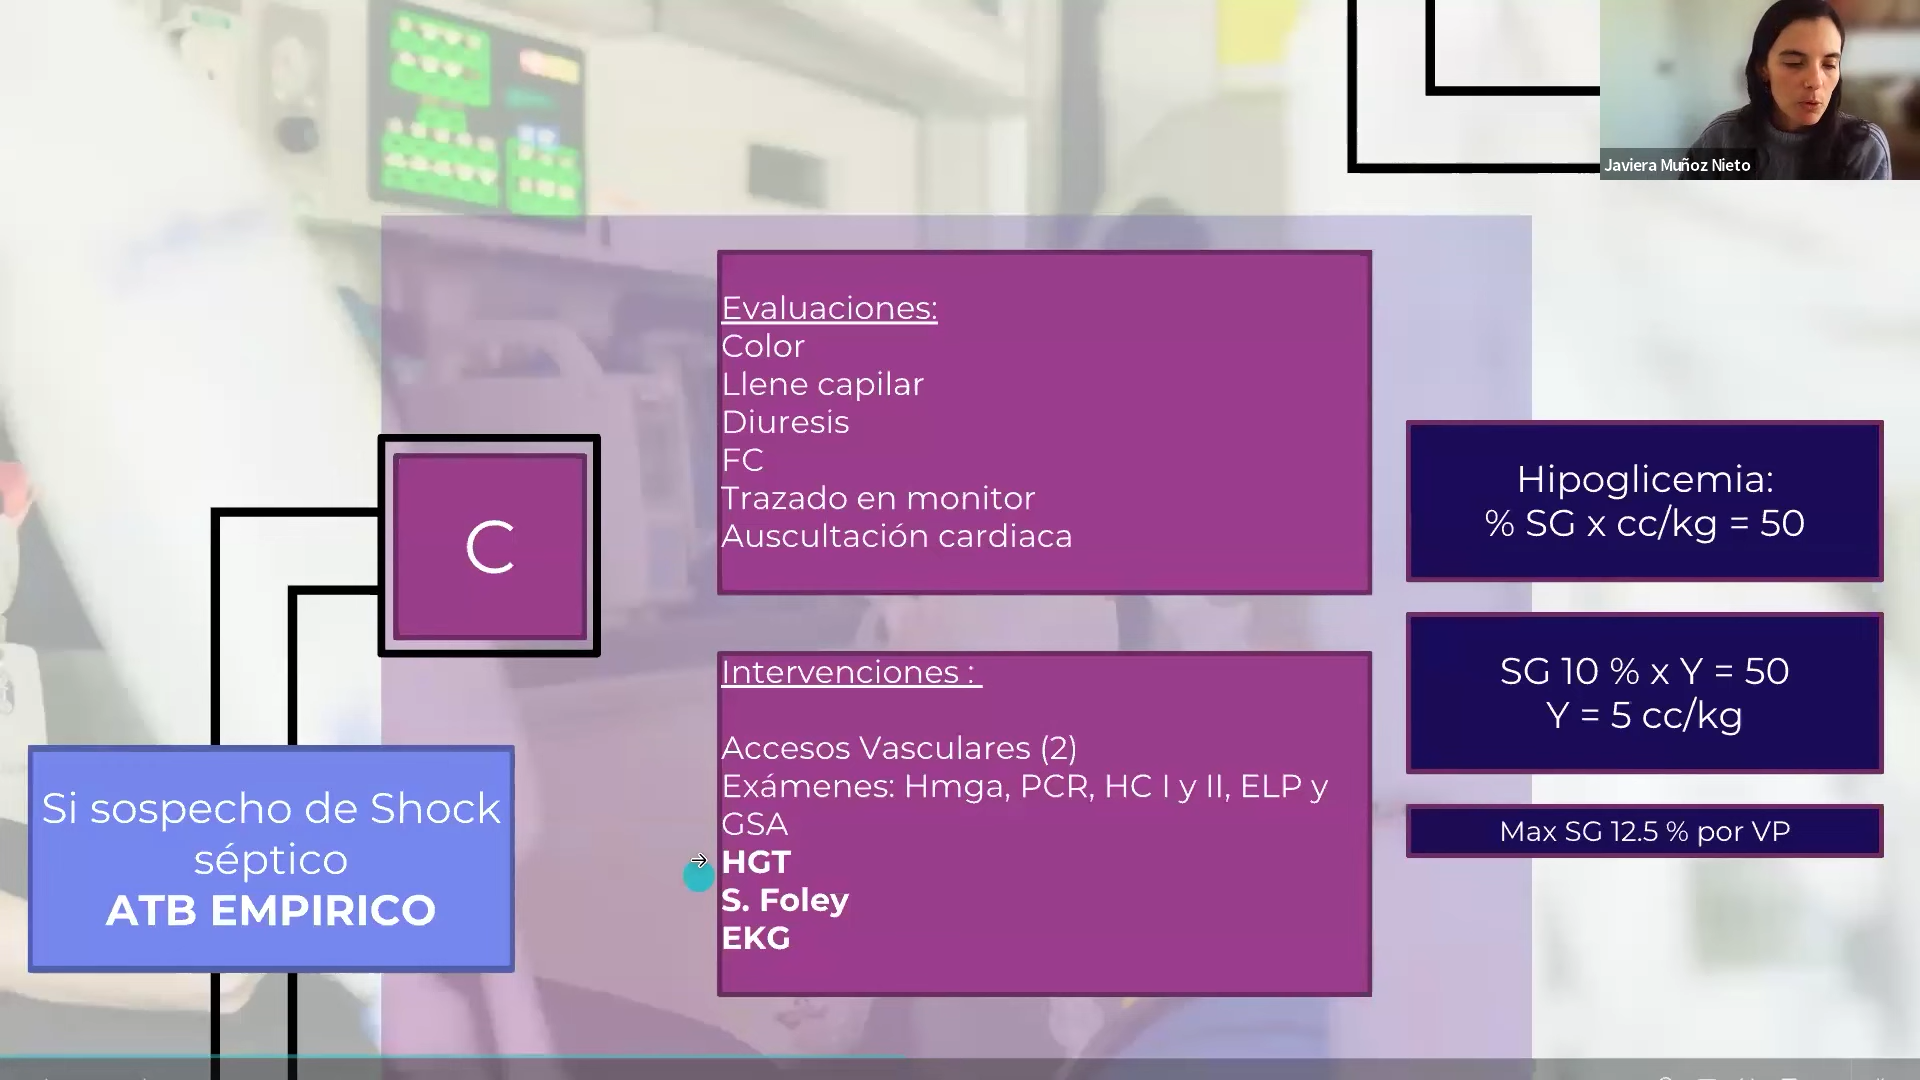 Javiera Muñoz Nieto
Evaluaciones:
Color
Llene capilar
Diuresis
FC
Trazado en monitor
Auscultación cardiaca
C
Hipoglicemia:
% SG x cc/kg = 50
SG 10 % x Y = 50
Y = 5 cc/kg
Max SG 12.5 % por VP
Intervenciones :
Accesos Vasculares (2)
Exámenes: Hmga, PCR, HC I y II, ELP y
GSA
HGT
S. Foley
EKG
Si sospecho de Shock
séptico
ATB EMPIRICO